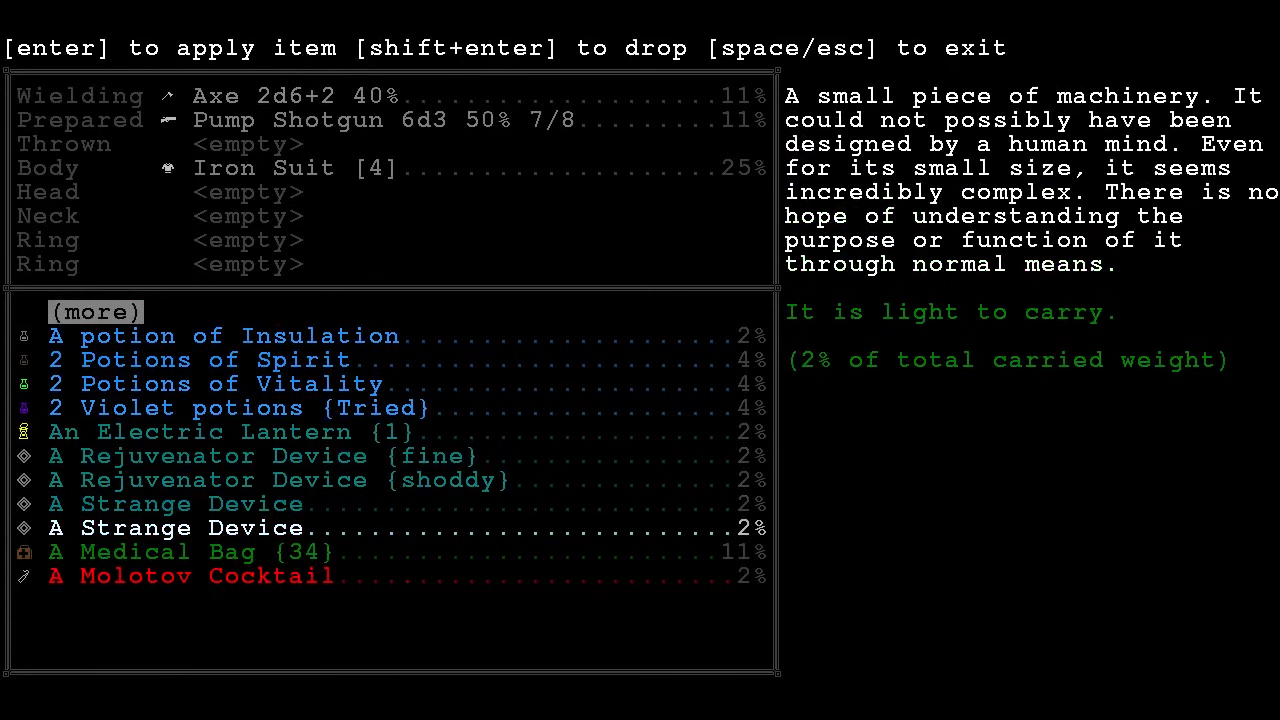 [enter] to apply item [shift+enter] to drop [space/esc] to exit
Wielding Axe 2d6+2 40%.....................11%
Prepared Pump Shotgun 6d3 50% 7/8.........11%
Thrown <empty>
Body Iron Suit [4]......................25%
Head <empty>
Neck <empty>
Ring <empty>
Ring <empty>
(more)
A potion of Insulation.....................2%
2 Potions of Spirit........................4%
2 Potions of Vitality......................4%
2 Violet potions {Tried}...................4%
An Electric Lantern {1}....................2%
A Rejuvenator Device {fine}................2%
A Rejuvenator Device {shoddy}..............2%
A Strange Device...........................2%
A Strange Device...........................2%
A Medical Bag {34}........................11%
A Molotov Cocktail.........................2%
A small piece of machinery. It
could not possibly have been
designed by a human mind. Even
for its small size, it seems
incredibly complex. There is no
hope of understanding the
purpose or function of it
through normal means.
It is light to carry.
(2% of total carried weight)